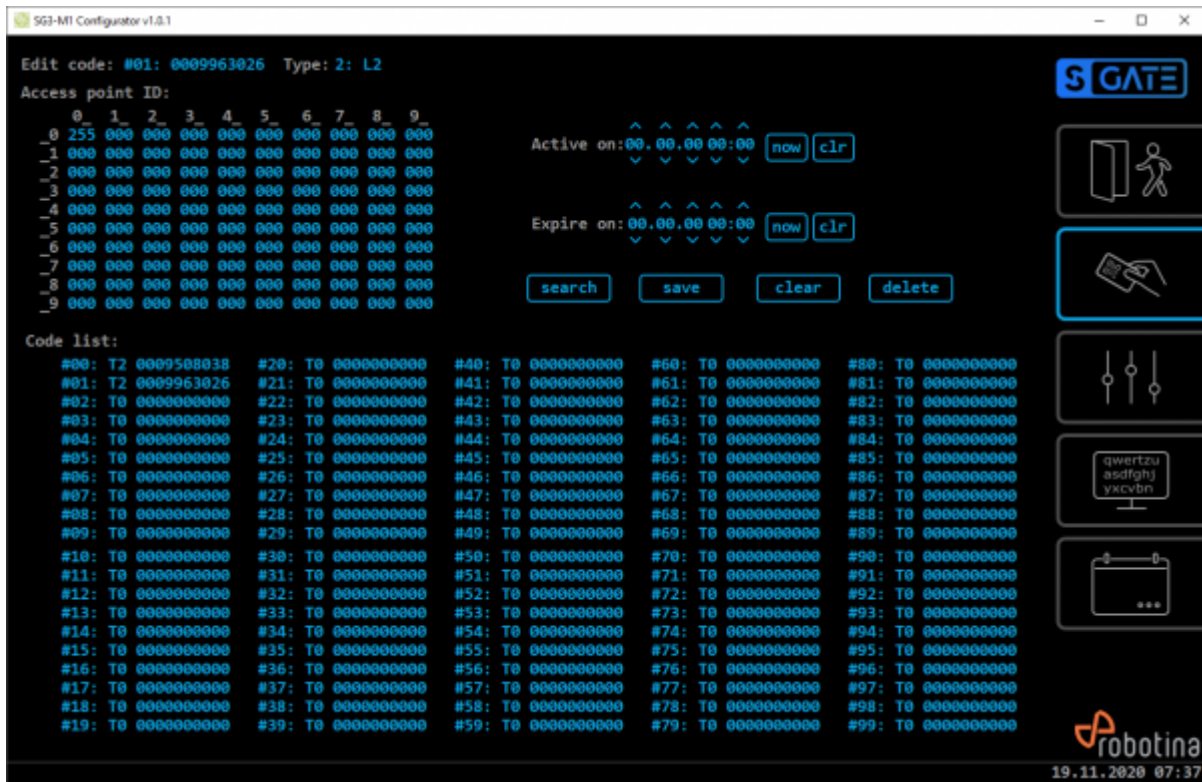 SG3-M1 Configurator v1.0.1
Edit code: #01: 0009963026 Type: 2: L2
Access point ID:
0_ 1_ 2_ 3_ 4_ 5_ 6_ 7_ 8_ 9_
_0 255 000 000 000 000 000 000 000 000 000
_1 000 000 000 000 000 000 000 000 000 000
_2 000 000 000 000 000 000 000 000 000 000
_3 000 000 000 000 000 000 000 000 000 000
_4 000 000 000 000 000 000 000 000 000 000
_5 000 000 000 000 000 000 000 000 000 000
_6 000 000 000 000 000 000 000 000 000 000
_7 000 000 000 000 000 000 000 000 000 000
_8 000 000 000 000 000 000 000 000 000 000
_9 000 000 000 000 000 000 000 000 000 000
Active on: 00.00.00 00:00 now clr
Expire on: 00.00.00 00:00 now clr
search save clear delete
Code list:
#00: T2 0009508038 #20: T0 0000000000 #40: T0 0000000000 #60: T0 0000000000 #80: T0 0000000000
#01: T2 0009963026 #21: T0 0000000000 #41: T0 0000000000 #61: T0 0000000000 #81: T0 0000000000
#02: T0 0000000000 #22: T0 0000000000 #42: T0 0000000000 #62: T0 0000000000 #82: T0 0000000000
#03: T0 0000000000 #23: T0 0000000000 #43: T0 0000000000 #63: T0 0000000000 #83: T0 0000000000
#04: T0 0000000000 #24: T0 0000000000 #44: T0 0000000000 #64: T0 0000000000 #84: T0 0000000000
#05: T0 0000000000 #25: T0 0000000000 #45: T0 0000000000 #65: T0 0000000000 #85: T0 0000000000
#06: T0 0000000000 #26: T0 0000000000 #46: T0 0000000000 #66: T0 0000000000 #86: T0 0000000000
#07: T0 0000000000 #27: T0 0000000000 #47: T0 0000000000 #67: T0 0000000000 #87: T0 0000000000
#08: T0 0000000000 #28: T0 0000000000 #48: T0 0000000000 #68: T0 0000000000 #88: T0 0000000000
#09: T0 0000000000 #29: T0 0000000000 #49: T0 0000000000 #69: T0 0000000000 #89: T0 0000000000
#10: T0 0000000000 #30: T0 0000000000 #50: T0 0000000000 #70: T0 0000000000 #90: T0 0000000000
#11: T0 0000000000 #31: T0 0000000000 #51: T0 0000000000 #71: T0 0000000000 #91: T0 0000000000
#12: T0 0000000000 #32: T0 0000000000 #52: T0 0000000000 #72: T0 0000000000 #92: T0 0000000000
#13: T0 0000000000 #33: T0 0000000000 #53: T0 0000000000 #73: T0 0000000000 #93: T0 0000000000
#14: T0 0000000000 #34: T0 0000000000 #54: T0 0000000000 #74: T0 0000000000 #94: T0 0000000000
#15: T0 0000000000 #35: T0 0000000000 #55: T0 0000000000 #75: T0 0000000000 #95: T0 0000000000
#16: T0 0000000000 #36: T0 0000000000 #56: T0 0000000000 #76: T0 0000000000 #96: T0 0000000000
#17: T0 0000000000 #37: T0 0000000000 #57: T0 0000000000 #77: T0 0000000000 #97: T0 0000000000
#18: T0 0000000000 #38: T0 0000000000 #58: T0 0000000000 #78: T0 0000000000 #98: T0 0000000000
#19: T0 0000000000 #39: T0 0000000000 #59: T0 0000000000 #79: T0 0000000000 #99: T0 0000000000
S GATE
qwertzu
asdfghj
yxcvbn
robotina
19.11.2020 07:37